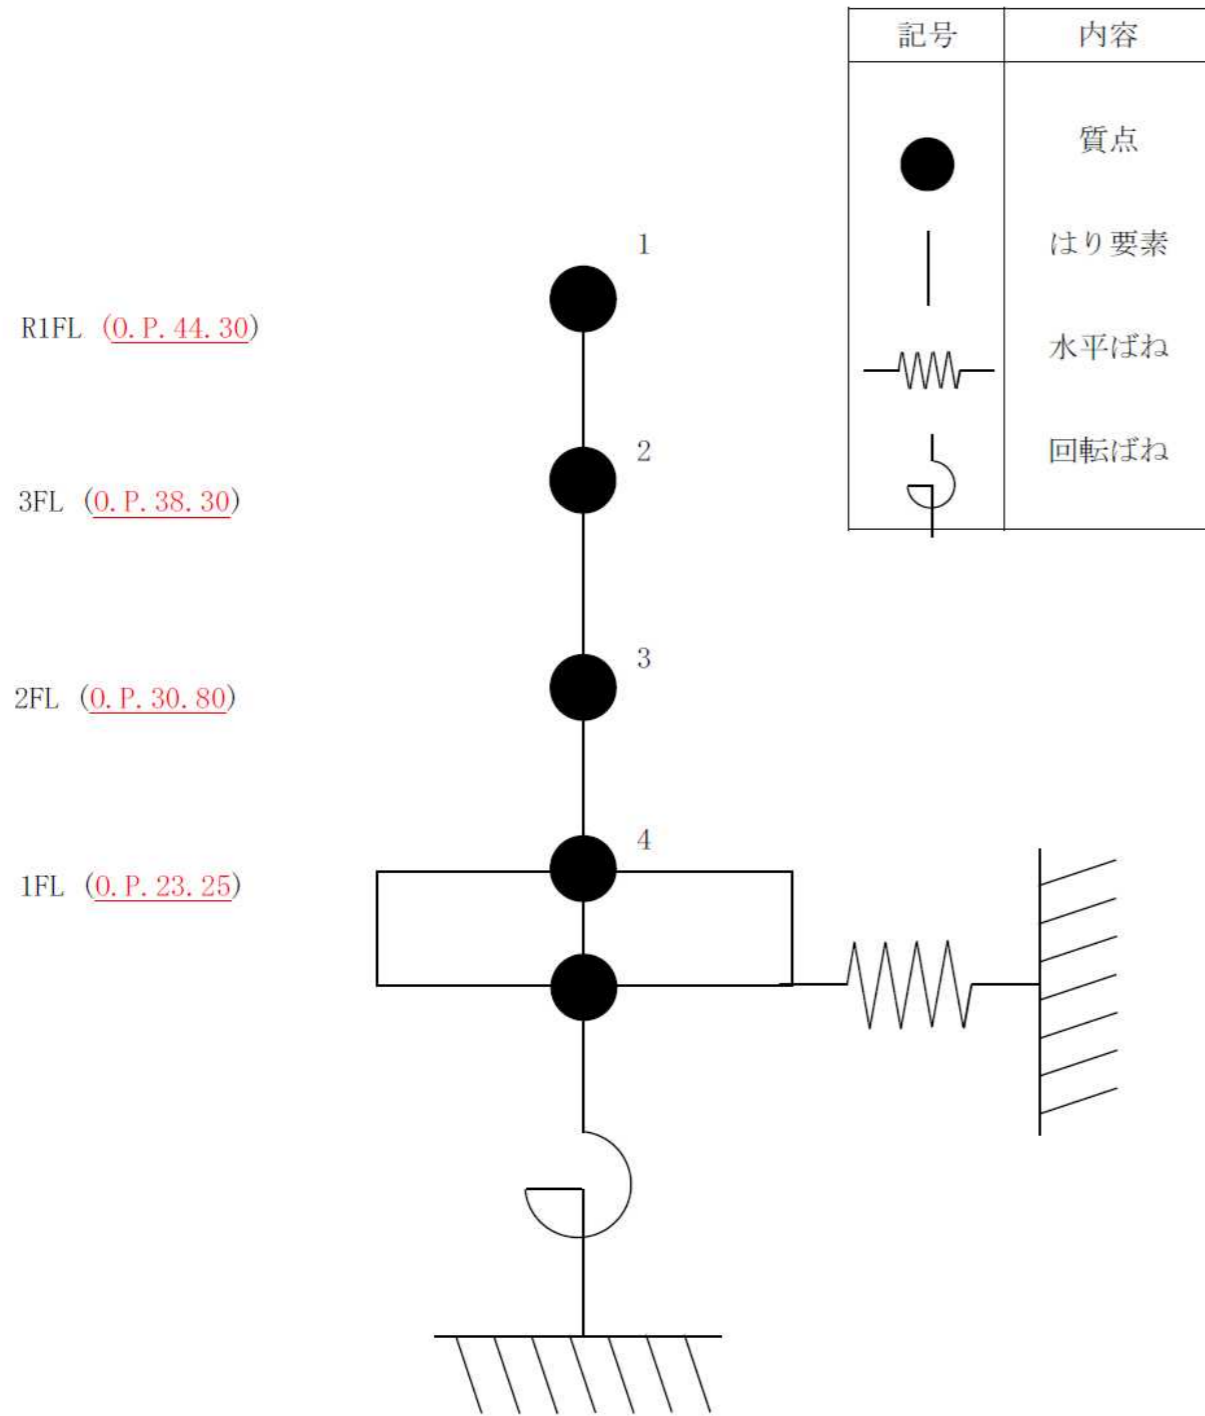 記号 内容
質点
はり要素
水平ばね
回転ばね
1
R1FL (O.P.44.30)
2
3FL (O.P.38.30)
3
2FL (O.P.30.80)
4
1FL (O.P.23.25)